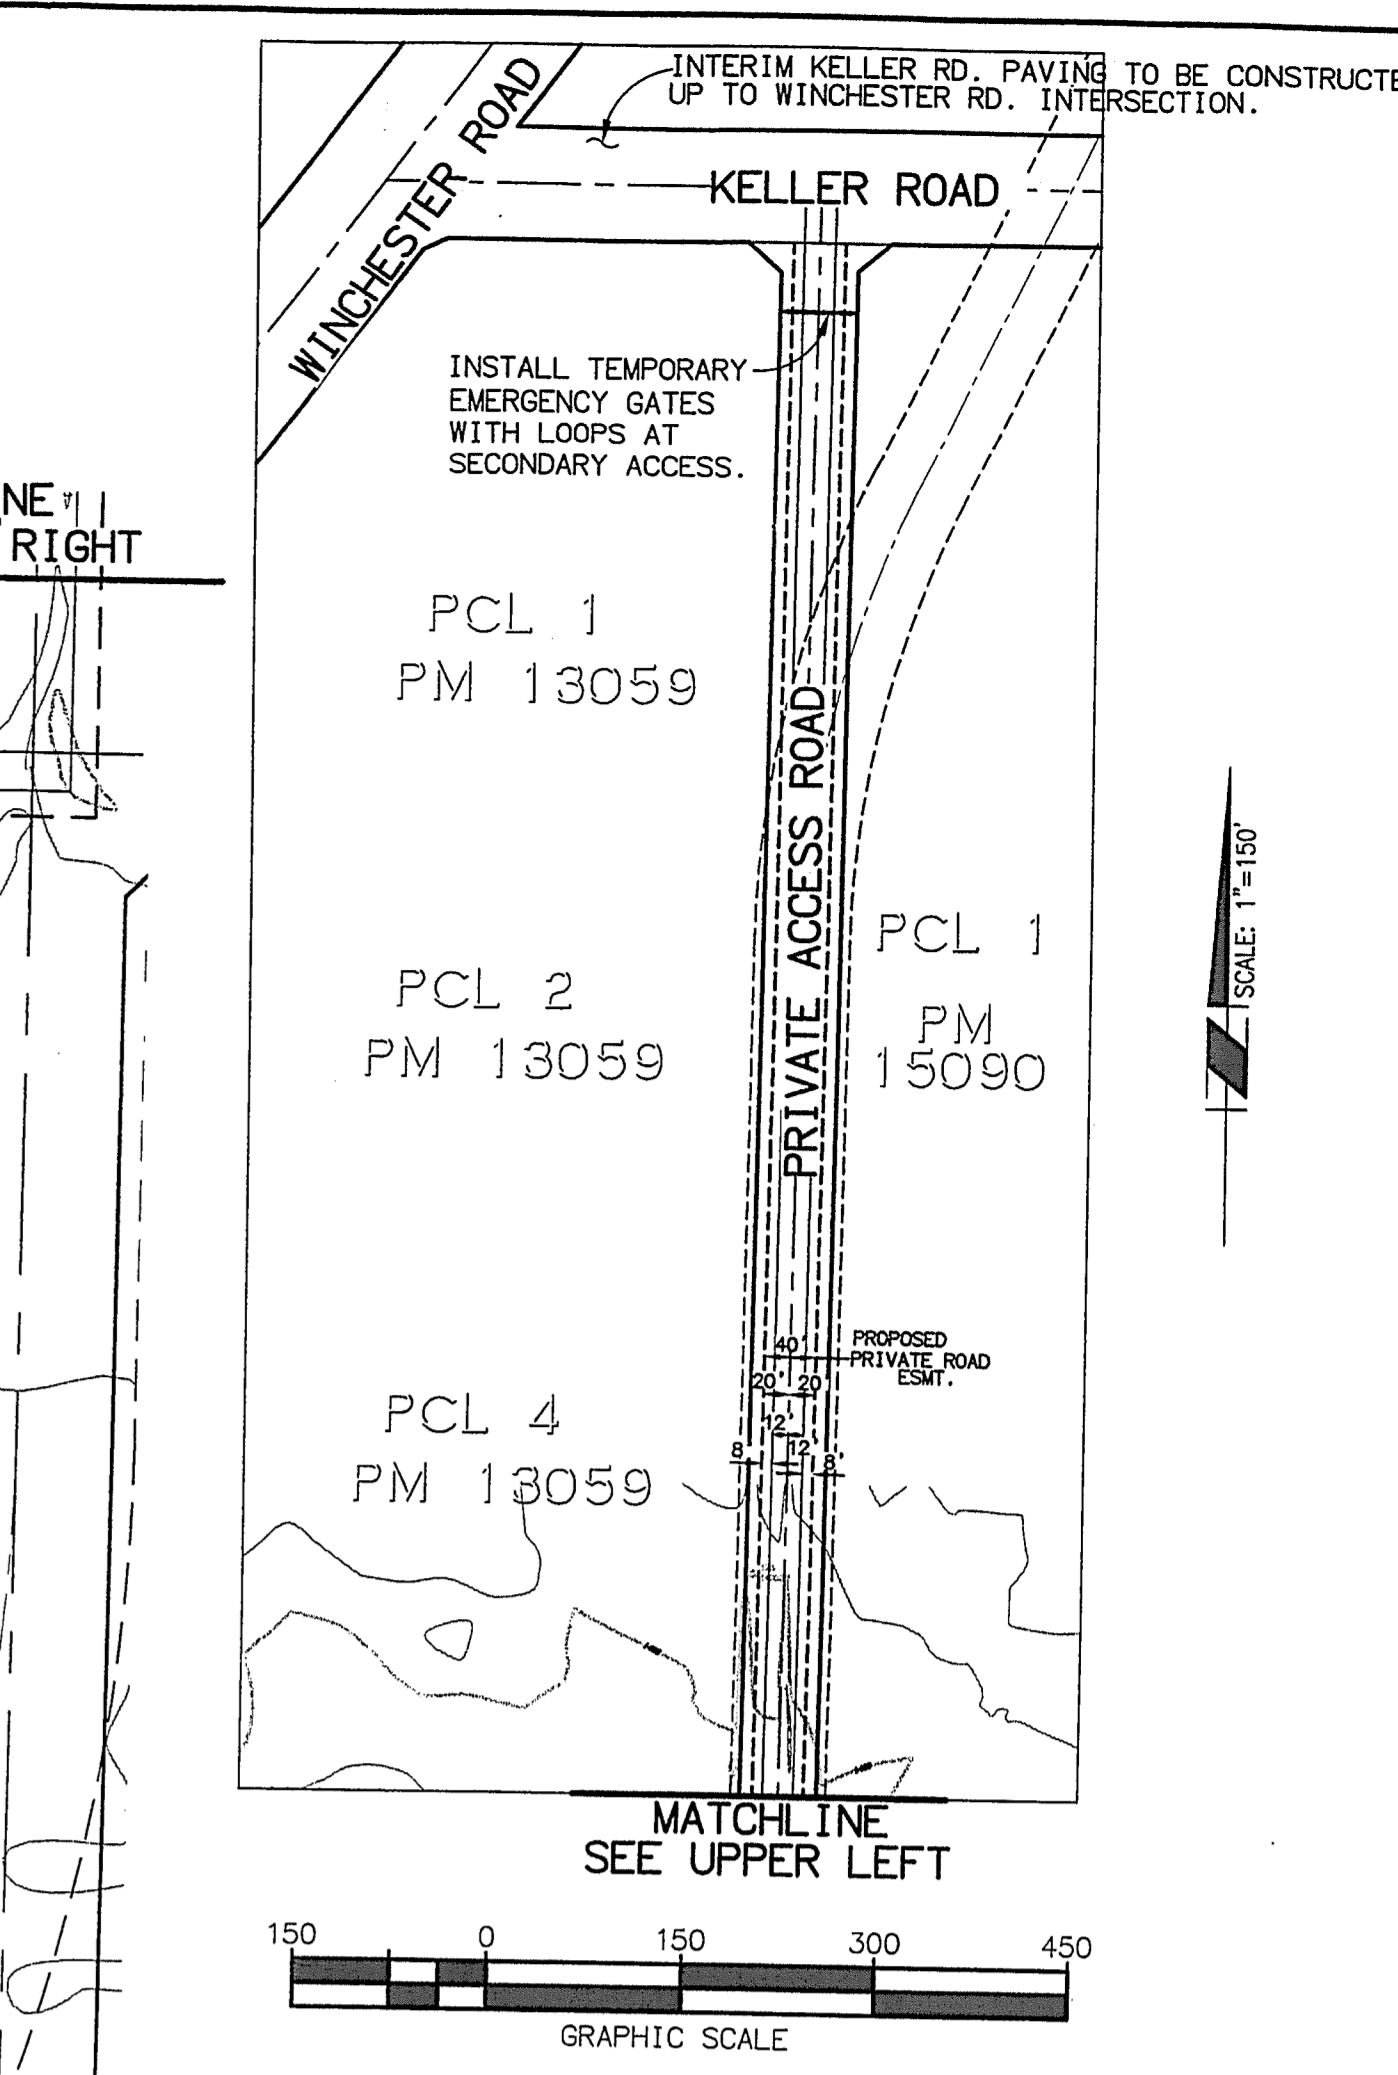 INTERIM KELLER RD. PAVING TO BE CONSTRUCTE
UP TO WINCHESTER RD. INTERSECTION.
WINCHESTER ROAD
KELLER ROAD
INSTALL TEMPORARY
EMERGENCY GATES
WITH LOOPS AT
SECONDARY ACCESS.
NE
RIGHT
PCL 1
PM 13059
PRIVATE ACCESS ROAD
PCL 1
PM
15090
SCALE: 1"=150'
PCL 2
PM 13059
40'
PROPOSED
PRIVATE ROAD
ESMT.
20' 20'
12'
12'
8'
8'
PCL 4
PM 13059
MATCHLINE
SEE UPPER LEFT
150 0 150 300 450
GRAPHIC SCALE